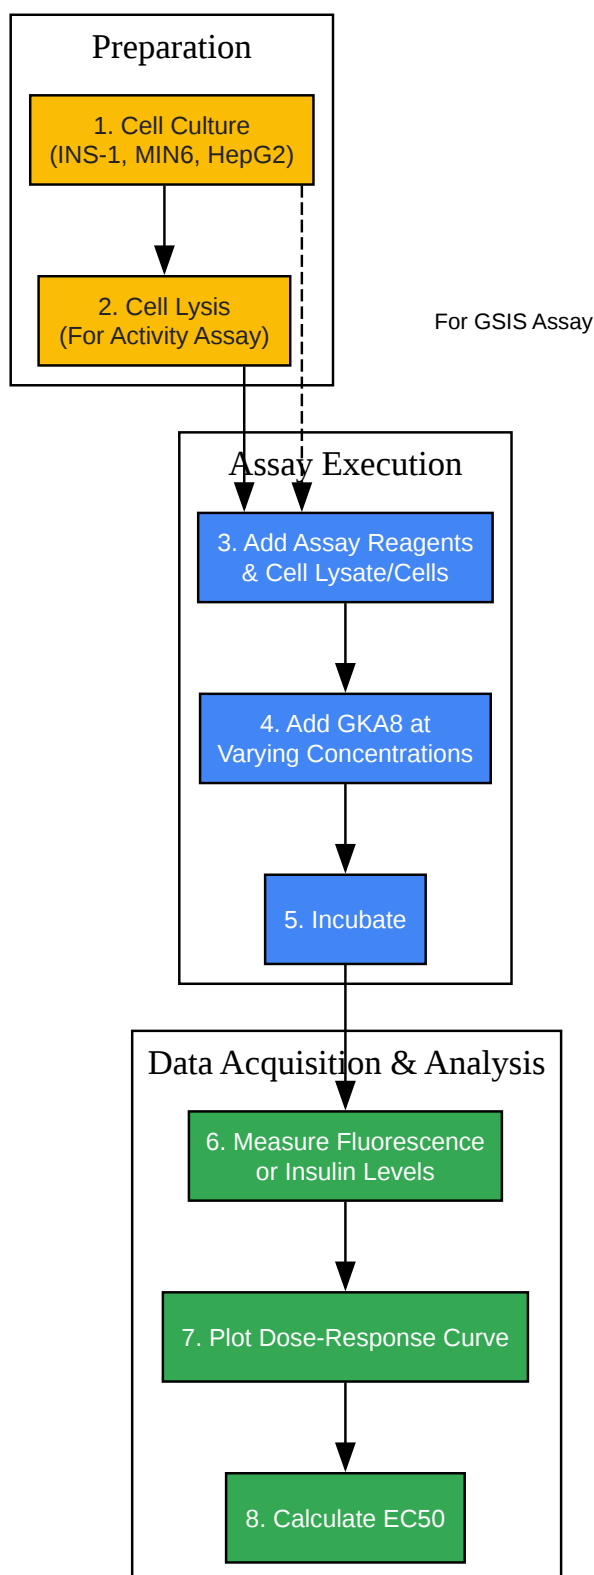 Preparation
1. Cell Culture
(INS-1, MIN6, HepG2)
2. Cell Lysis
(For Activity Assay)
For GSIS Assay
Assay Execution
3. Add Assay Reagents
& Cell Lysate/Cells
4. Add GKA8 at
Varying Concentrations
5. Incubate
Data Acquisition & Analysis
6. Measure Fluorescence
or Insulin Levels
7. Plot Dose-Response Curve
8. Calculate EC50